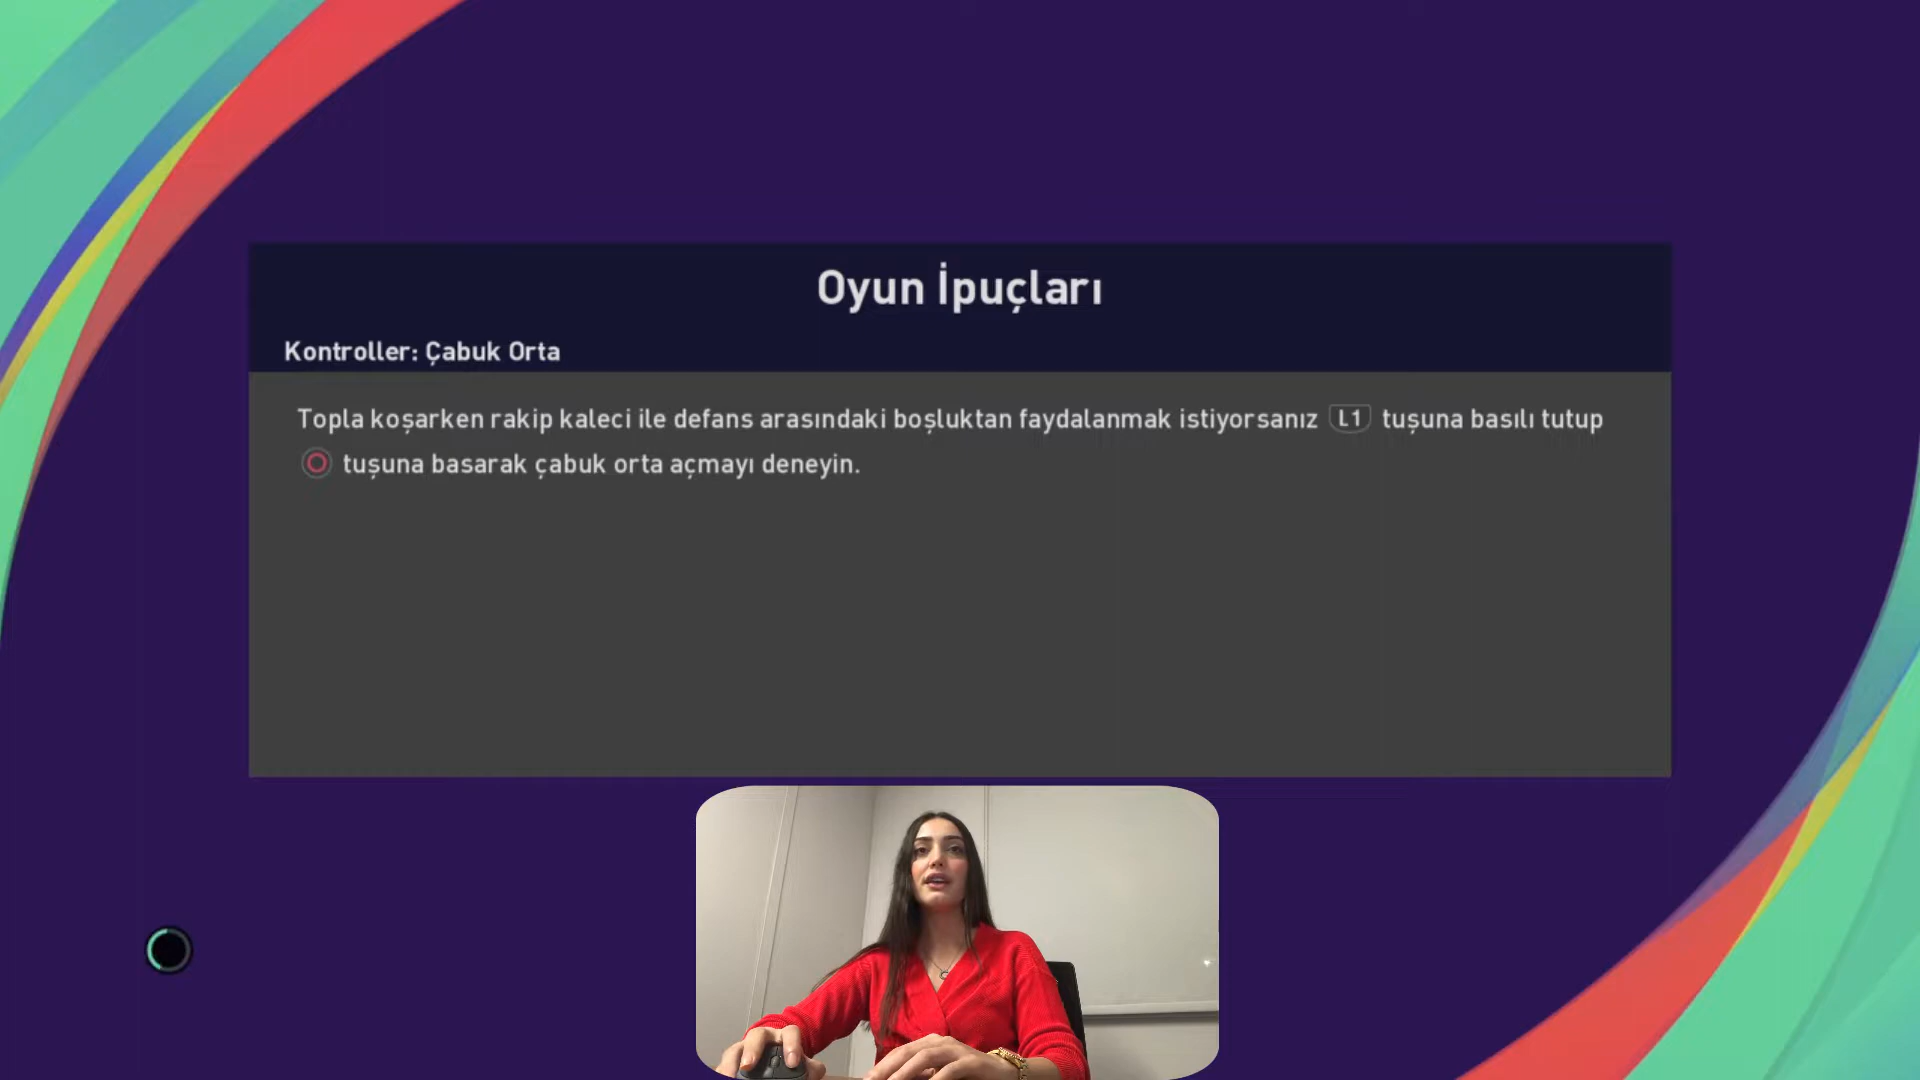 Oyun İpuçları
Kontroller: Çabuk Orta
Topla koşarken rakip kaleci ile defans arasındaki boşluktan faydalanmak istiyorsanız L1 tuşuna basılı tutup
tuşuna basarak çabuk orta açmayı deneyin.